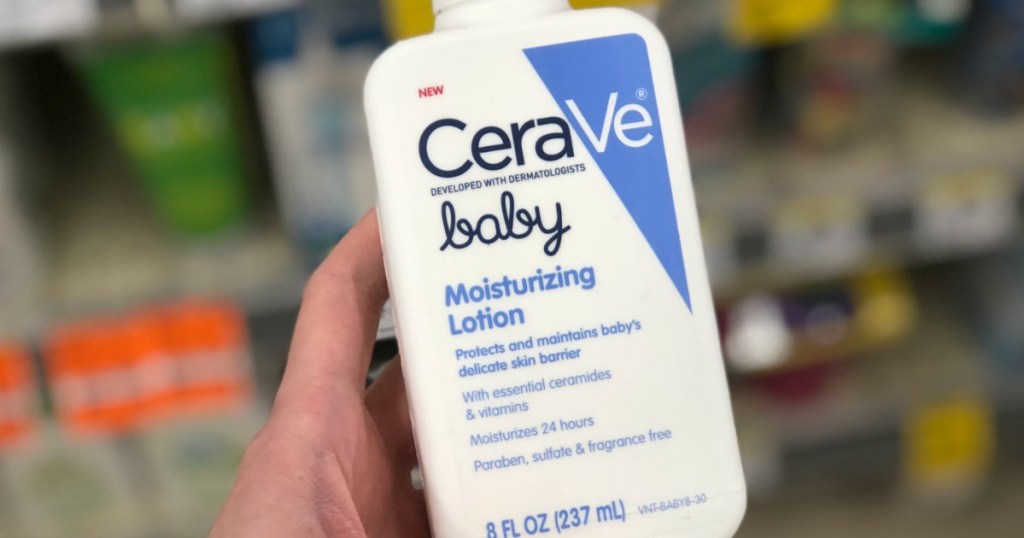 NEW
CeraVe®
DEVELOPED WITH DERMATOLOGISTS
baby
Moisturizing
Lotion
Protects and maintains baby's
delicate skin barrier
With essential ceramides
& vitamins
Moisturizes 24 hours
Paraben, sulfate & fragrance free
8 FL OZ (237 mL) VNT-BABY8-30